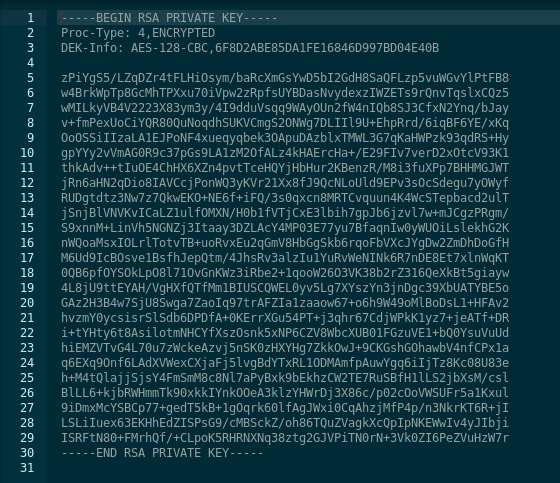 1 -----BEGIN RSA PRIVATE KEY-----
2 Proc-Type: 4,ENCRYPTED
3 DEK-Info: AES-128-CBC,6F8D2ABE85DA1FE16846D997BD04E40B
4
5 zPiYgS5/LZqDZr4tFLHiOsym/baRcXmGsYwD5bI2GdH8SaQFLzp5vuWGvYlPtFB8
6 w4BrkWpTp8GcMhTPXxu70iVpw2zRpfsUYBDasNvydexzIWZETs9rQnvTqslxCQz5
7 wMILkyVB4V2223X83ym3y/4I9dduVsqq9WAyOUn2fW4nIQb8SJ3CfxN2Ynq/bJay
8 v+fmPexUoCiYQR80QuNoqdhSUKVCmgS2ONWg7DLIIl9U+EhpRrd/6iqBF6YE/xKq
9 OoOSSiIIzaLA1EJPoNF4xueqyqbek3OApuDAzblxTMWL3G7qKaHWPzk93qdRS+Hy
10 gpYYy2vVmAG0R9c37pGs9LA1zM2OfALz4kHAErcHa+/E29FIv7verD2xOtcV93K1
11 thkAdv++tIuOE4ChHX6XZn4pvtTceHQYjHbHur2KBenzR/M8i3fuXPp7BHHMGJWT
12 jRn6aHN2qDio8IAVCcjPonWQ3yKVr21Xx8fJ9QcNLoUld9EPv3sOcSdegu7yOWyf
13 RUDgtdtz3Nw7z7QkwEKO+NE6f+iFQ/3s0qxcn8MRTCvquun4K4WcSTepbacd2ulT
14 jSnjBlVNVKvICaLZ1ulfOMXN/H0b1fVTjCxE3lbih7gpJb6jzvl7w+mJCgzPRgm/
15 S9xnnM+LinVh5NGNZj3Itaay3DZLAcY4MP03E77yu7BfaqnIw0yWUOiLslekhG2K
16 nWQoaMsxIOLrlTotvTB+uoRvxEu2qGmV8HbGgSkb6rqoFbVXcJYgDw2ZmDhDoGfH
17 M6Ud9IcBOsve1BsfhJepQtm/4JhsRv3alzIu1YuRvWeNINk6R7nDE8Et7xlnWqKT
18 0QB6pfOYSOkLpO8l71OvGnKWz3iRbe2+1qooW26O3VK38b2rZ316QeXkBt5giayw
19 4L8jU9ttEYAH/VgHXfQTfMm1BIUSCQWEL0yv5Lg7XYszYn3jnDgc39XbUATYBE5o
20 GAz2H3B4w7SjU8Swga7ZaoIq97trAFZIa1zaaow67+o6h9W49oMlBoDsL1+HFAv2
21 hvzmY0ycsisrSlSdb6DPDfA+0KErrXGu54PT+j3qhr67CdjWPkK1yz7+jeATf+DR
22 i+tYHty6t8AsilotmNHCYfXszOsnk5xNP6CZV8WbcXUB01FGzuVE1+bQ0YsuVuUd
23 hiEMZVTvG4L70u7zWckeAzvj5nSK0zHXYHg7ZkkOwJ+9CKGshGOhawbV4nfCPx1a
24 q6EXq9Onf6LAdXVWexCXjaFj5lvgBdYTxRL1ODMAmfpAuwYgq6iIjTz8Kc08U83e
25 h+M4tQlajjSjsY4FmSmM8c8Nl7aPyBxk9bEkhzCW2TE7RuSBfH1lLS2jbXsM/csl
26 BlLL6+kjbRWHmmTk90xkkIYnkOOeA3klzYHWrDj3X86c/p02cOoVWSUFr5a1Kxul
27 9iDmxMcYSBCp77+gedT5kB+1gOqrk60lfAgJWxi0CqAhzjMfP4p/n3NkrKT6R+jI
28 LSLiIuex63EKHhEdZISPsG9/cMBSckZ/oh86TQuZVagkXcQpIpNKEWwIv4yJIbji
29 ISRFtN80+FMrhQf/+CLpoK5RHRNXNq38ztg2GJVPiTN0rN+3Vk0ZI6PeZVuHzW7r
30 -----END RSA PRIVATE KEY-----
31